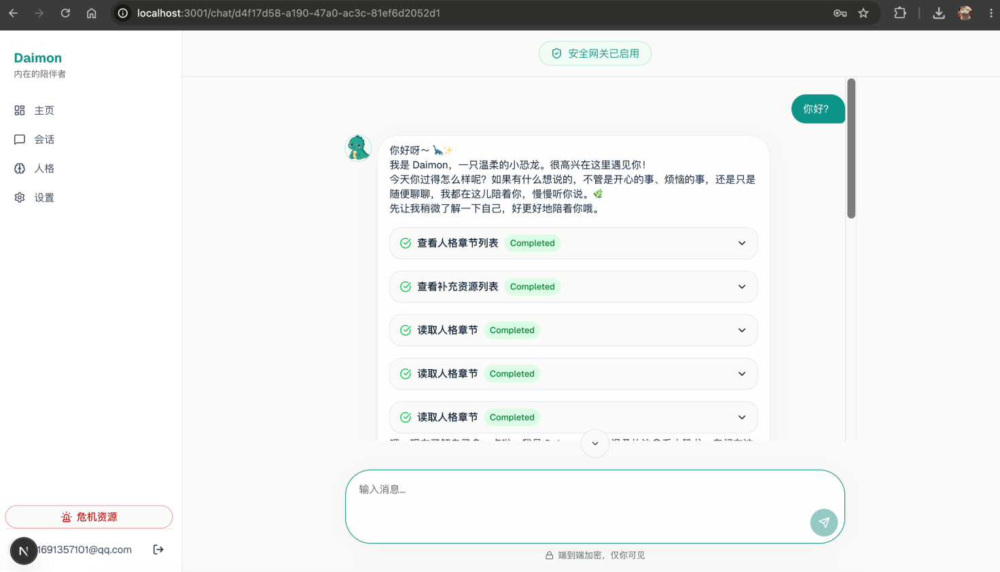 localhost:3001/chat/d4f17d58-a190-47a0-ac3c-81ef6d2052d1
Daimon
内在的陪伴者
主页
会话
人格
设置
危机资源
N
1691357101@qq.com
安全网关已启用
你好?
你好呀～ 🦕✨
我是 Daimon，一只温柔的小恐龙。很高兴在这里遇见你！
今天你过得怎么样呢？如果有什么想说的，不管是开心的事、烦恼的事，还是只是
随便聊聊，我都在这儿陪着你，慢慢听你说。🌿
先让我稍微了解一下自己，好更好地陪着你哦。
查看人格章节列表 Completed
查看补充资源列表 Completed
读取人格章节 Completed
读取人格章节 Completed
读取人格章节 Completed
输入消息...
端到端加密，仅你可见